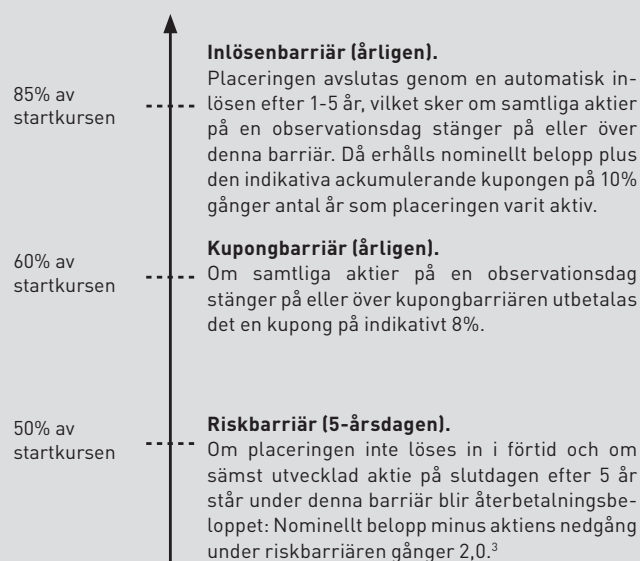 85% av
startkursen
Inlösenbarriär (årligen).
Placeringen avslutas genom en automatisk in-
lösen efter 1-5 år, vilket sker om samtliga aktier
på en observationsdag stänger på eller över
denna barriär. Då erhålls nominellt belopp plus
den indikativa ackumulerande kupongen på 10%
gånger antal år som placeringen varit aktiv.
60% av
startkursen
Kupongbarriär (årligen).
Om samtliga aktier på en observationsdag
stänger på eller över kupongbarriären utbetalas
det en kupong på indikativt 8%.
50% av
startkursen
Riskbarriär (5-årsdagen).
Om placeringen inte löses in i förtid och om
sämst utvecklad aktie på slutdagen efter 5 år
står under denna barriär blir återbetalningsbe-
loppet: Nominellt belopp minus aktiens nedgång
under riskbarriären gånger 2,0.³